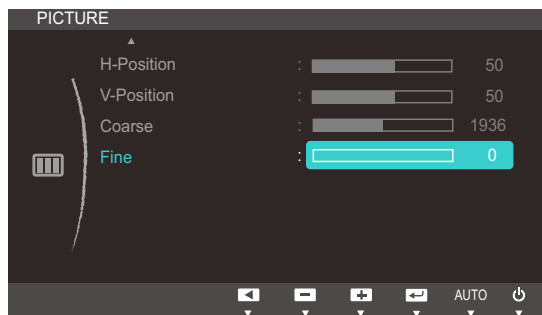 PICTURE
H-Position : 50
V-Position : 50
Coarse : 1936
Fine : 0
AUTO